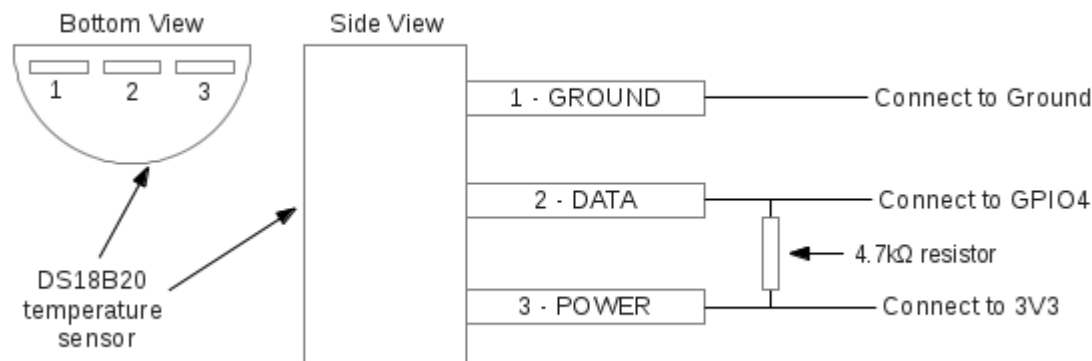 Bottom View
1
2
3
DS18B20
temperature
sensor
Side View
1 - GROUND
Connect to Ground
2 - DATA
Connect to GPIO4
4.7kΩ resistor
3 - POWER
Connect to 3V3